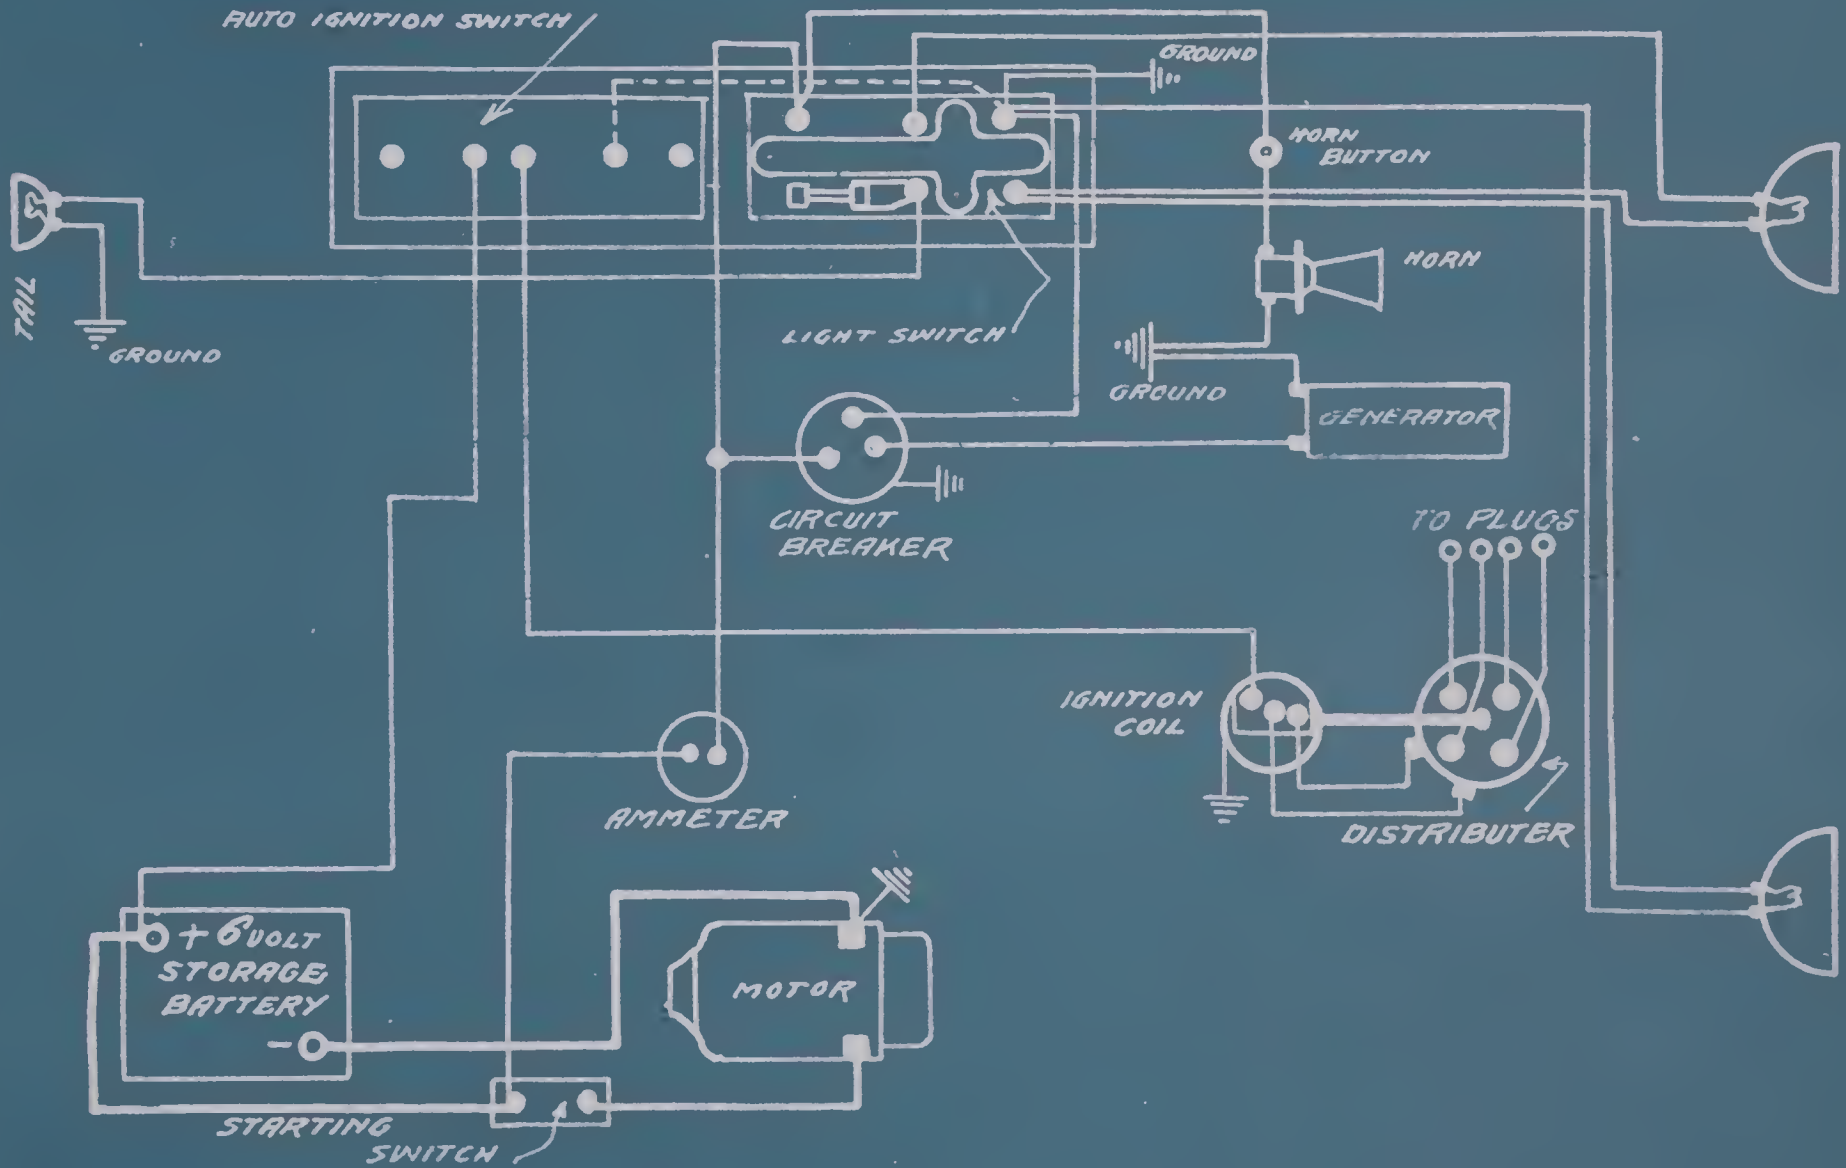 AUTO IGNITION SWITCH
GROUND
HORN
BUTTON
HORN
TAIL
GROUND
LIGHT SWITCH
GROUND
GENERATOR
CIRCUIT
BREAKER
TO PLUGS
IGNITION
COIL
AMMETER
DISTRIBUTER
+ 6 VOLT
STORAGE
BATTERY
-
MOTOR
STARTING
SWITCH